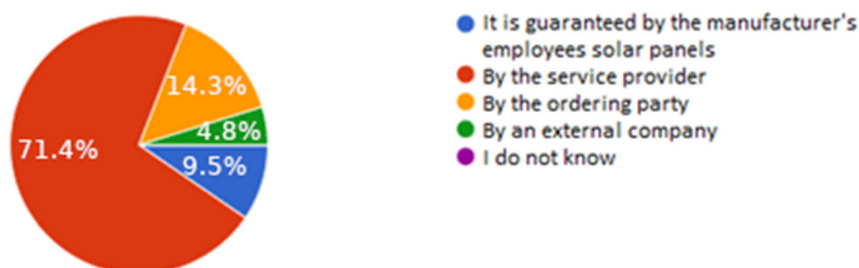 14.3%
71.4%
4.8%
9.5%
It is guaranteed by the manufacturer's
employees solar panels
By the service provider
By the ordering party
By an external company
I do not know